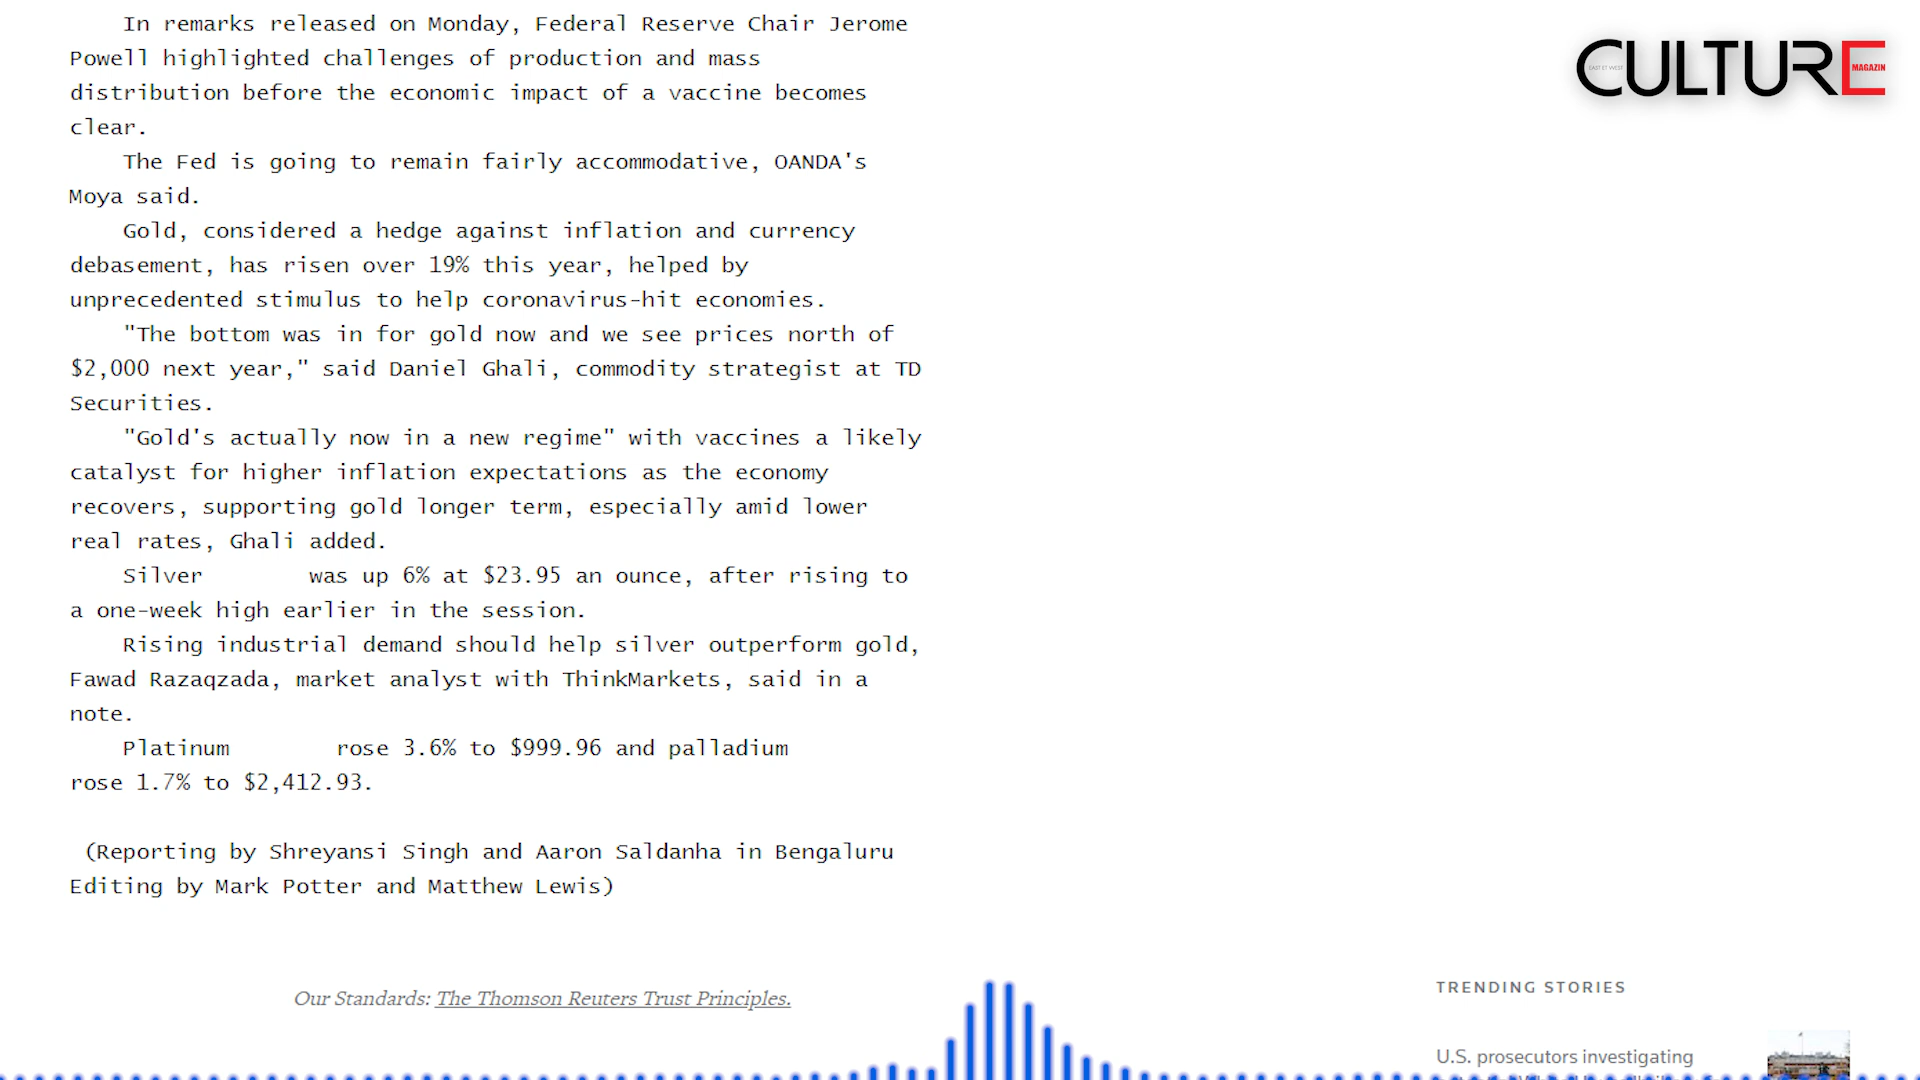 In remarks released on Monday, Federal Reserve Chair Jerome
Powell highlighted challenges of production and mass
distribution before the economic impact of a vaccine becomes
clear.
The Fed is going to remain fairly accommodative, OANDA's
Moya said.
Gold, considered a hedge against inflation and currency
debasement, has risen over 19% this year, helped by
unprecedented stimulus to help coronavirus-hit economies.
"The bottom was in for gold now and we see prices north of
$2,000 next year," said Daniel Ghali, commodity strategist at TD
Securities.
"Gold's actually now in a new regime" with vaccines a likely
catalyst for higher inflation expectations as the economy
recovers, supporting gold longer term, especially amid lower
real rates, Ghali added.
Silver was up 6% at $23.95 an ounce, after rising to
a one-week high earlier in the session.
Rising industrial demand should help silver outperform gold,
Fawad Razaqzada, market analyst with ThinkMarkets, said in a
note.
Platinum rose 3.6% to $999.96 and palladium
rose 1.7% to $2,412.93.
(Reporting by Shreyansi Singh and Aaron Saldanha in Bengaluru
Editing by Mark Potter and Matthew Lewis)
Our Standards: The Thomson Reuters Trust Principles.
CULTURE
EAST ET WEST
MAGAZIN
TRENDING STORIES
U.S. prosecutors investigating